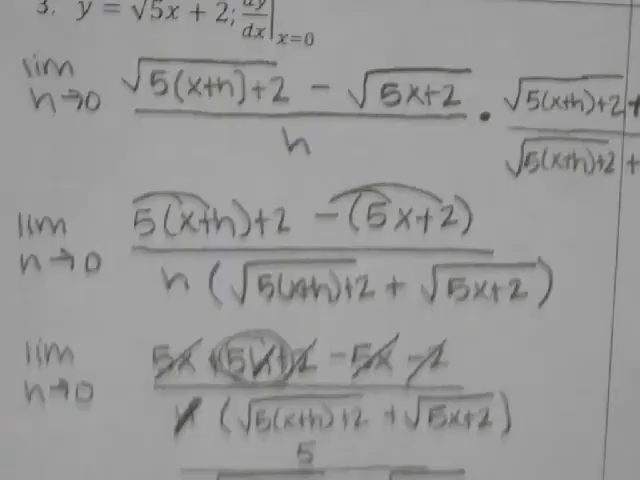 3. y = √5x + 2; dy/dx |x=0
lim h→0 √5(x+h)+2 − √5x+2 / h · √5(x+h)+2 + / √5(x+h)+2 +
lim h→0 5(x+h)+2 −(5x+2) / h (√5(x+h)+2 + √5x+2)
lim h→0 5x + 5h + 2 − 5x − 2 / h (√5(x+h)+2 + √5x+2)
5